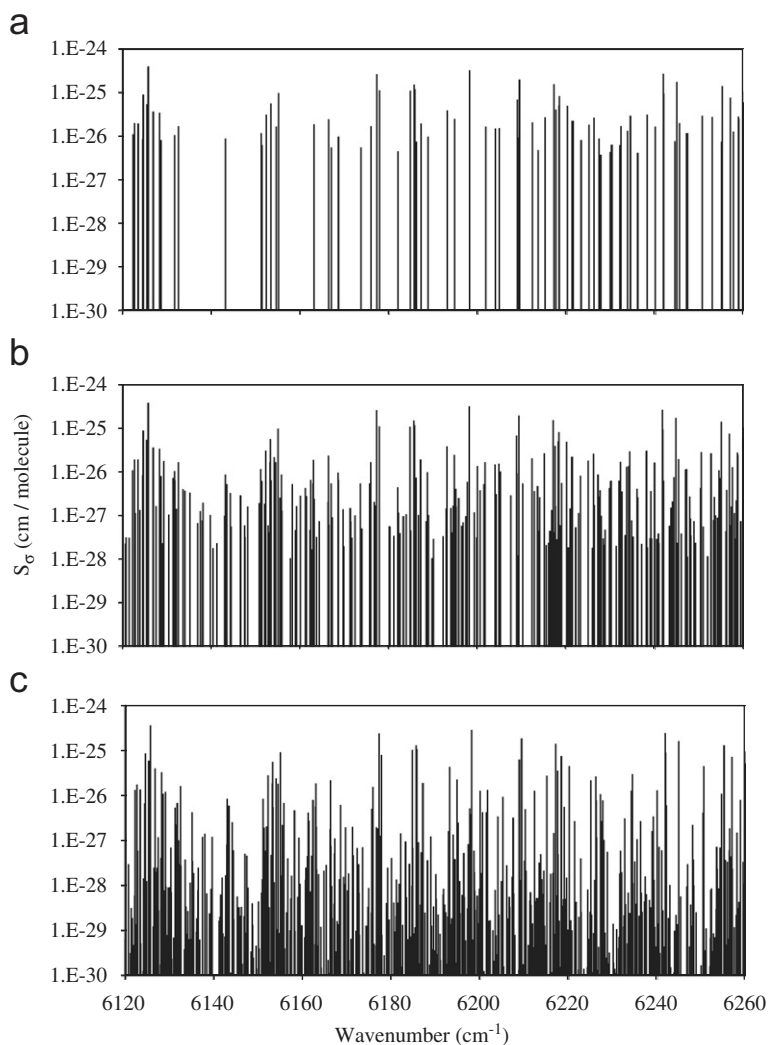 a
1.E-24
1.E-25
1.E-26
1.E-27
1.E-28
1.E-29
1.E-30
b
1.E-24
1.E-25
1.E-26
1.E-27
1.E-28
1.E-29
1.E-30
Sσ (cm / molecule)
c
1.E-24
1.E-25
1.E-26
1.E-27
1.E-28
1.E-29
1.E-30
6120 6140 6160 6180 6200 6220 6240 6260
Wavenumber (cm-1)